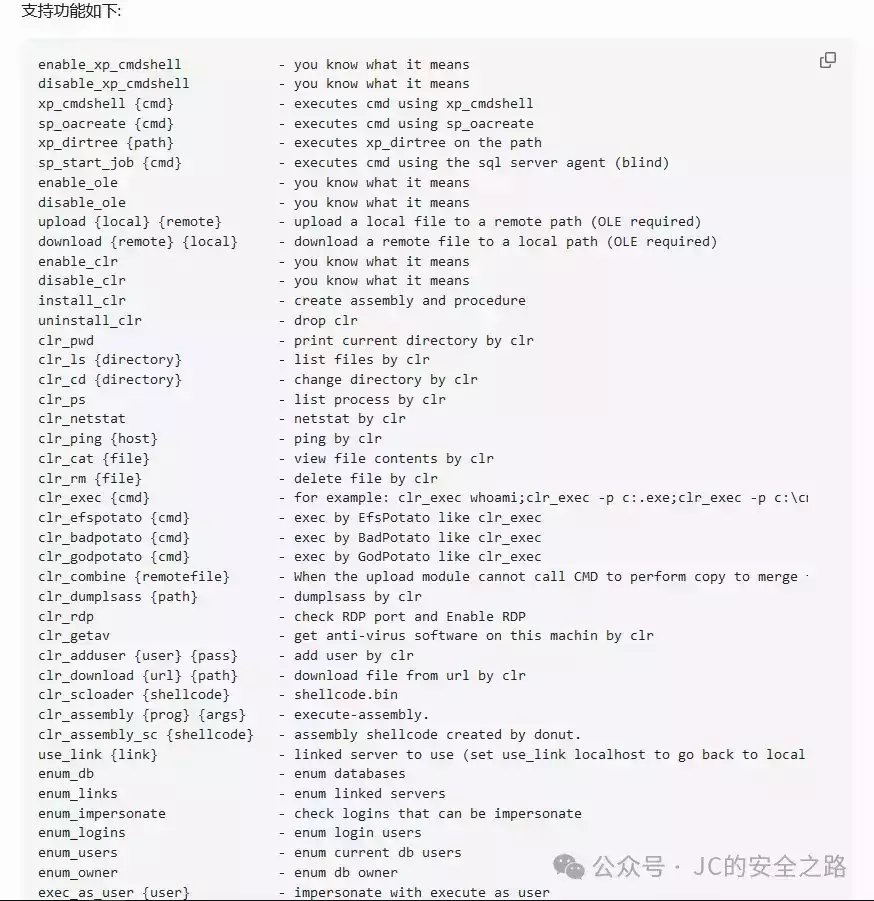 支持功能如下:
enable_xp_cmdshell - you know what it means
disable_xp_cmdshell - you know what it means
xp_cmdshell {cmd} - executes cmd using xp_cmdshell
sp_oacreate {cmd} - executes cmd using sp_oacreate
xp_dirtree {path} - executes xp_dirtree on the path
sp_start_job {cmd} - executes cmd using the sql server agent (blind)
enable_ole - you know what it means
disable_ole - you know what it means
upload {local} {remote} - upload a local file to a remote path (OLE required)
download {remote} {local} - download a remote file to a local path (OLE required)
enable_clr - you know what it means
disable_clr - you know what it means
install_clr - create assembly and procedure
uninstall_clr - drop clr
clr_pwd - print current directory by clr
clr_ls {directory} - list files by clr
clr_cd {directory} - change directory by clr
clr_ps - list process by clr
clr_netstat - netstat by clr
clr_ping {host} - ping by clr
clr_cat {file} - view file contents by clr
clr_rm {file} - delete file by clr
clr_exec {cmd} - for example: clr_exec whoami;clr_exec -p c:.exe;clr_exec -p c:\
clr_efspotato {cmd} - exec by EfsPotato like clr_exec
clr_badpotato {cmd} - exec by BadPotato like clr_exec
clr_godpotato {cmd} - exec by GodPotato like clr_exec
clr_combine {remotefile} - When the upload module cannot call CMD to perform copy to merge
clr_dumplsass {path} - dumplsass by clr
clr_rdp - check RDP port and Enable RDP
clr_getav - get anti-virus software on this machin by clr
clr_adduser {user} {pass} - add user by clr
clr_download {url} {path} - download file from url by clr
clr_scloader {shellcode} - shellcode.bin
clr_assembly {prog} {args} - execute-assembly.
clr_assembly_sc {shellcode} - assembly shellcode created by donut.
use_link {link} - linked server to use (set use_link localhost to go back to local
enum_db - enum databases
enum_links - enum linked servers
enum_impersonate - check logins that can be impersonate
enum_logins - enum login users
enum_users - enum current db users
enum_owner - enum db owner
exec_as_user {user} - impersonate with execute as user
公众号 · JC的安全之路